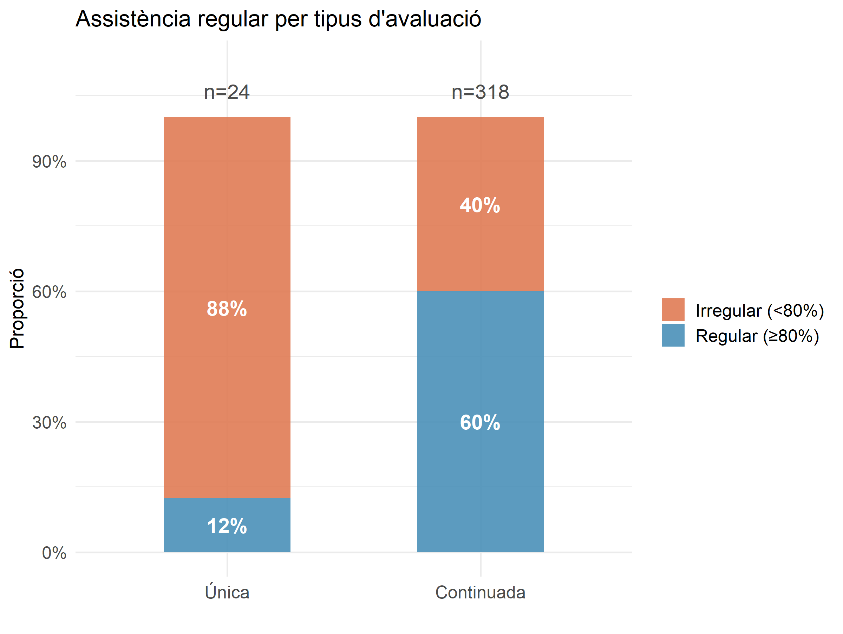 Assistència regular per tipus d'avaluació
n=24
n=318
90%
60%
30%
0%
Proporció
88%
12%
40%
60%
Única
Continuada
Irregular (<80%)
Regular (≥80%)